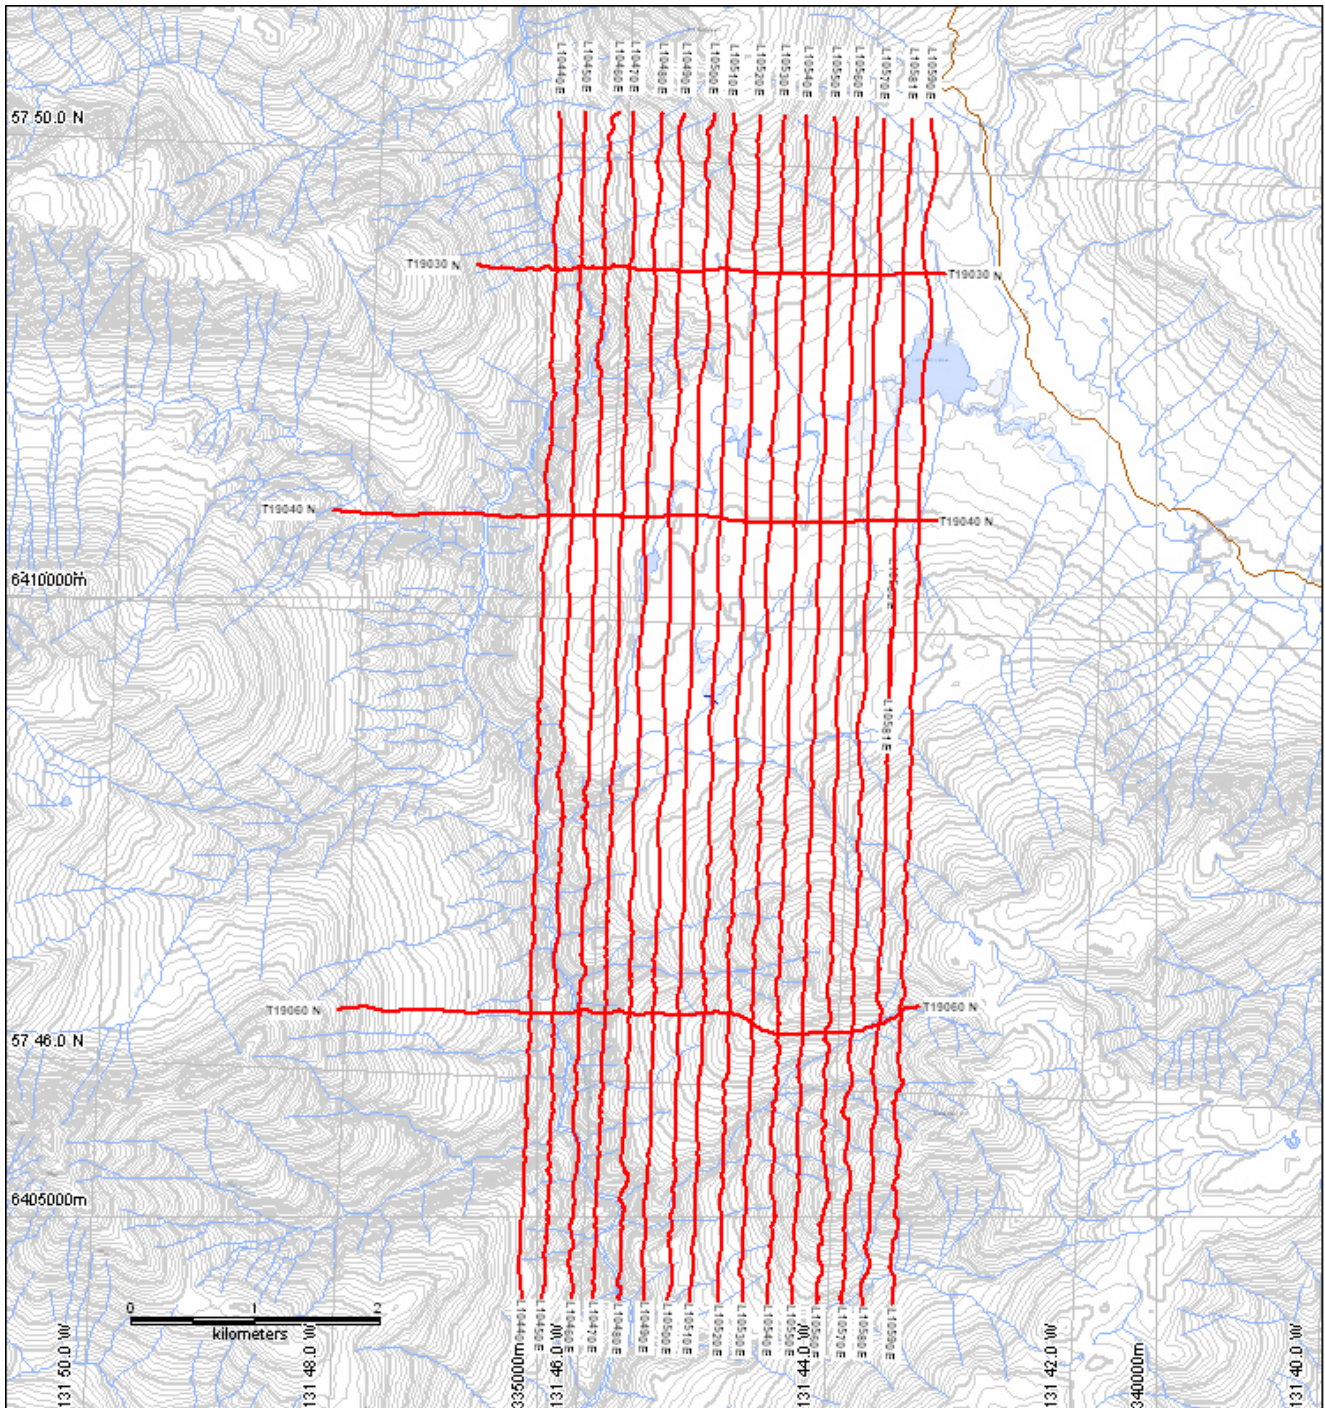 L10440 E
L10450 E
L10460 E
L10470 E
L10480 E
L10490 E
L10500 E
L10510 E
L10520 E
L10530 E
L10540 E
L10550 E
L10560 E
L10570 E
L10581 E
L10590 E
57 50.0 N
T19030 N
T19030 N
T19040 N
T19040 N
6410000m
L10581 E
T19060 N
T19060 N
57 46.0 N
6405000m
0 1 2
kilometers
L10440 E
L10450 E
L10460 E
L10470 E
L10480 E
L10490 E
L10500 E
L10510 E
L10520 E
L10530 E
L10540 E
L10550 E
L10560 E
L10570 E
L10580 E
L10590 E
131 50.0 W
131 48.0 W
335000m
131 46.0 W
131 44.0 W
131 42.0 W
340000m
131 40.0 W